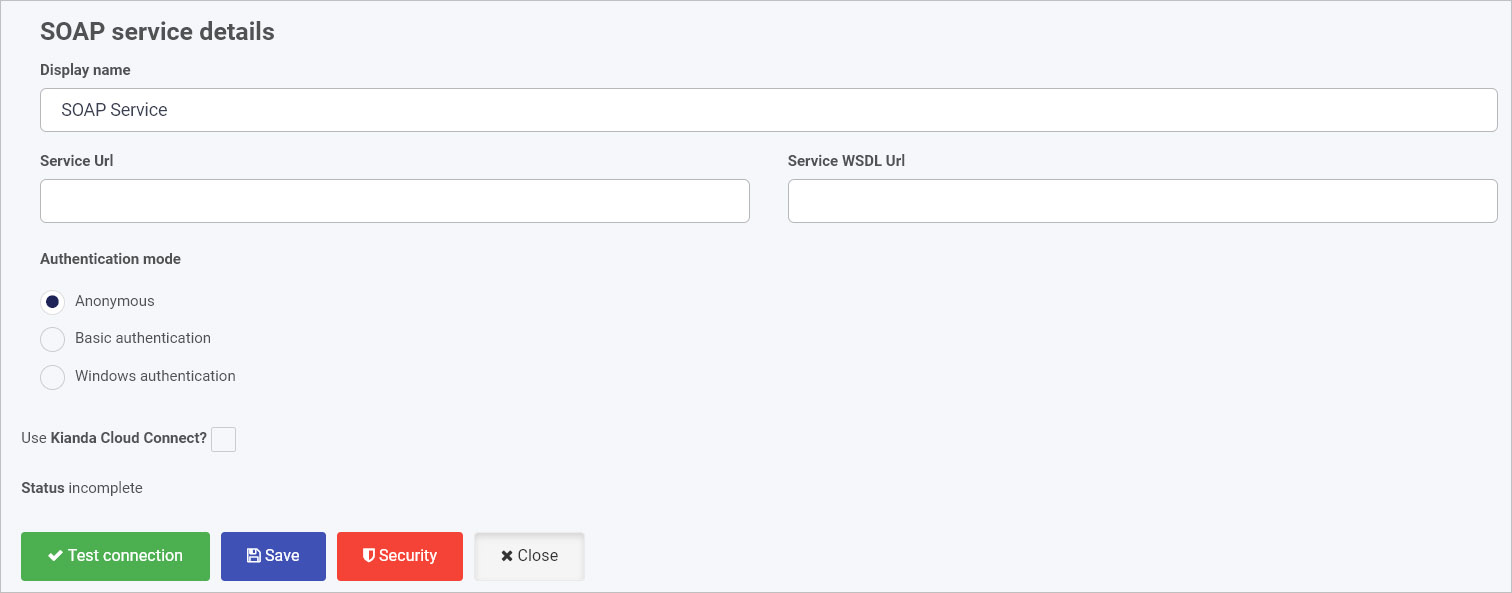 SOAP service details
Display name
SOAP Service
Service Url
Service WSDL Url
Authentication mode
Anonymous
Basic authentication
Windows authentication
Use Kianda Cloud Connect?
Status incomplete
Test connection
Save
Security
Close